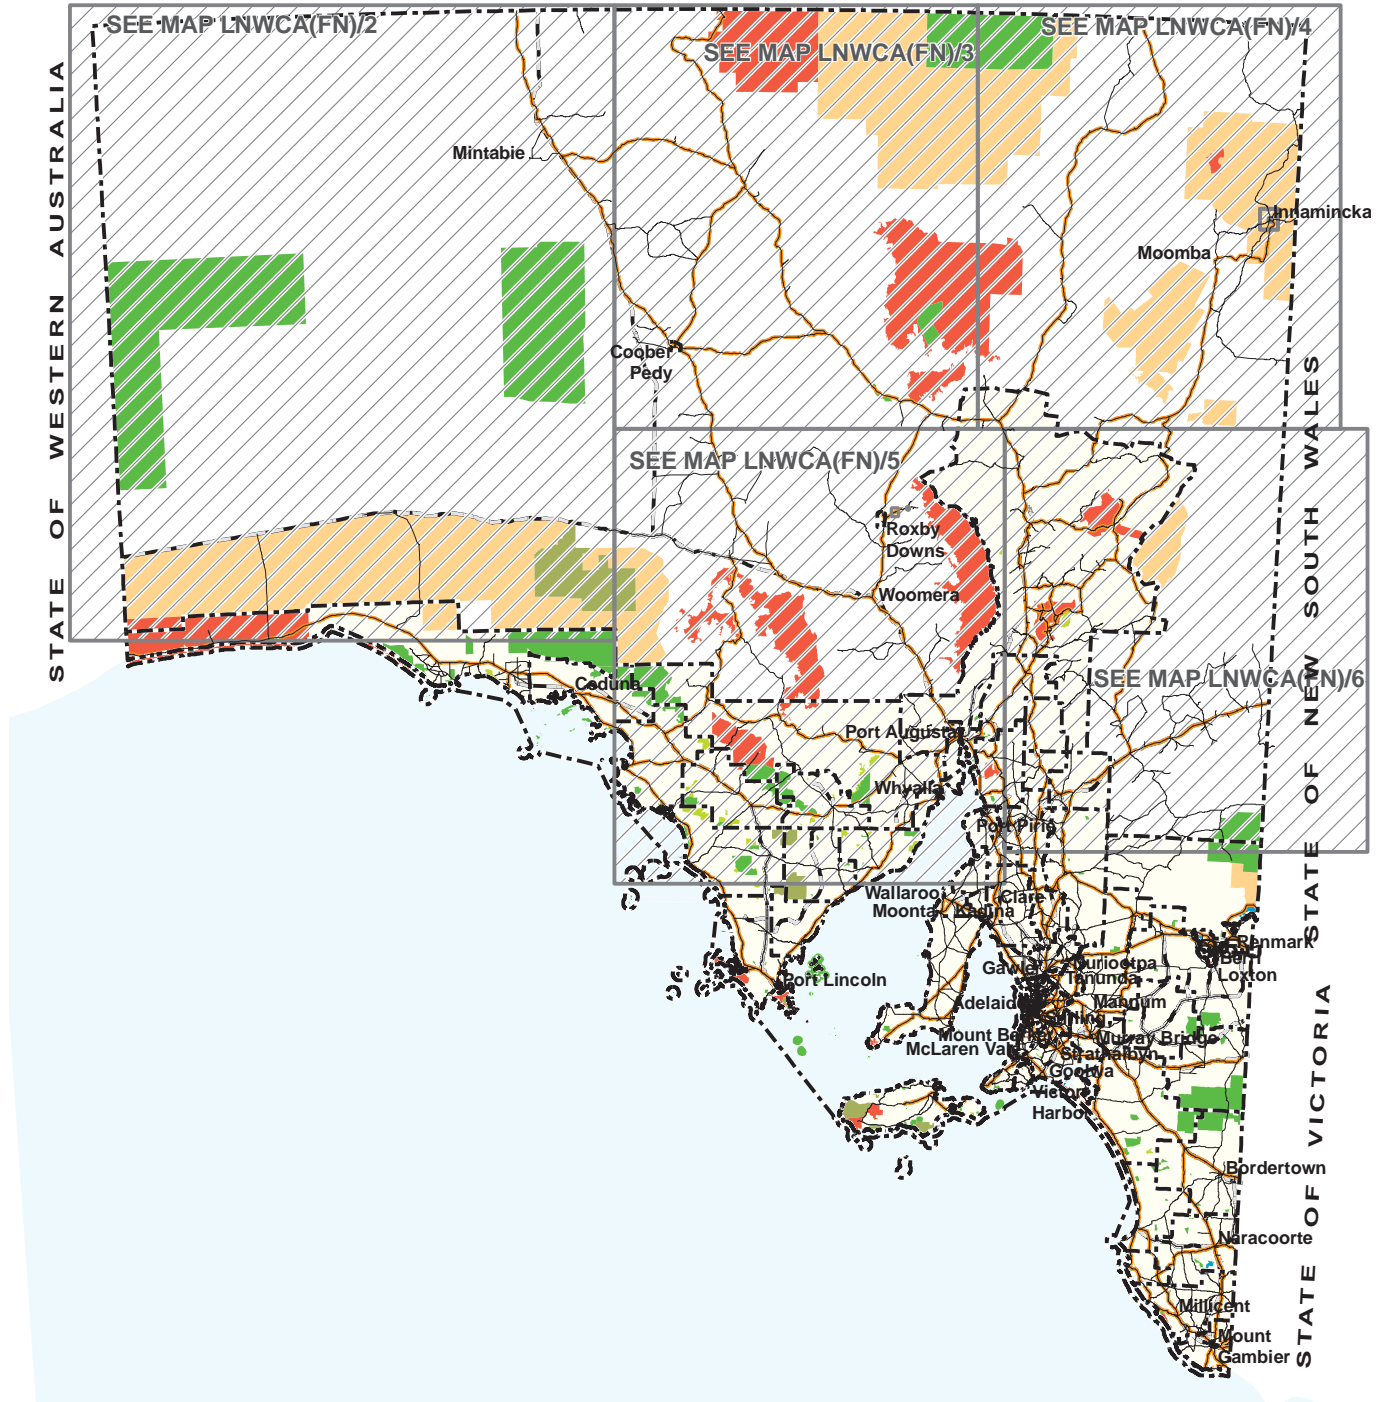 SEE MAP LNWCA(FN)/2
SEE MAP LNWCA(FN)/3
SEE MAP LNWCA(FN)/4
STATE OF WESTERN AUSTRALIA
Mintabie
Innamincka
Moomba
Coober
Pedy
SEE MAP LNWCA(FN)/5
Roxby
Downs
Woomera
STATE OF NEW SOUTH WALES
SEE MAP LNWCA(FN)/6
Ceduna
Port Augusta
Whyalla
Port Pirie
Wallaroo
Clare
Moonta
Kadina
Renmark
Berri
Loxton
Gawler
Nuriootpa
Tanunda
Port Lincoln
Adelaide
Mannum
Stirling
Mount Barker
Murray Bridge
McLaren Vale
Strathalbyn
Goolwa
Victor
Harbor
STATE OF VICTORIA
Bordertown
Naracoorte
Millicent
Mount
Gambier